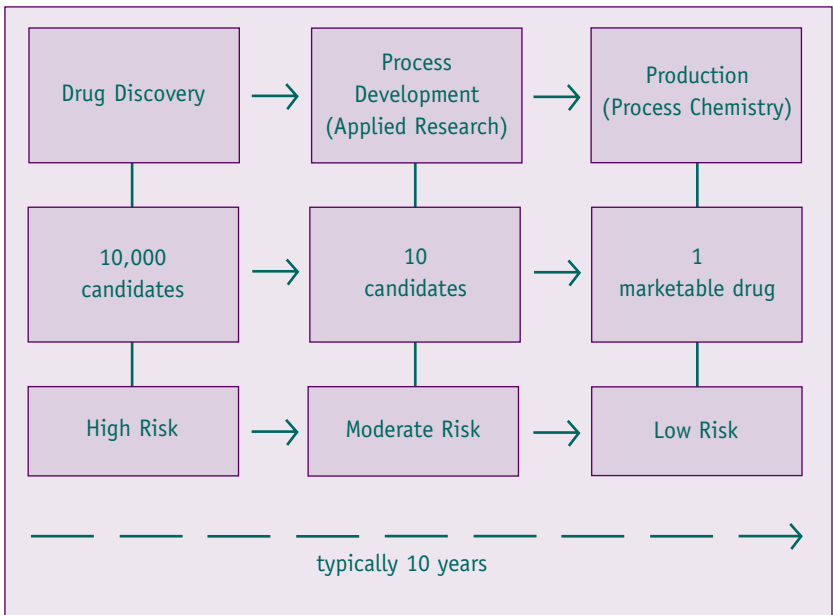 Drug Discovery
Process
Development
(Applied Research)
Production
(Process Chemistry)
10,000
candidates
10
candidates
1
marketable drug
High Risk
Moderate Risk
Low Risk
typically 10 years